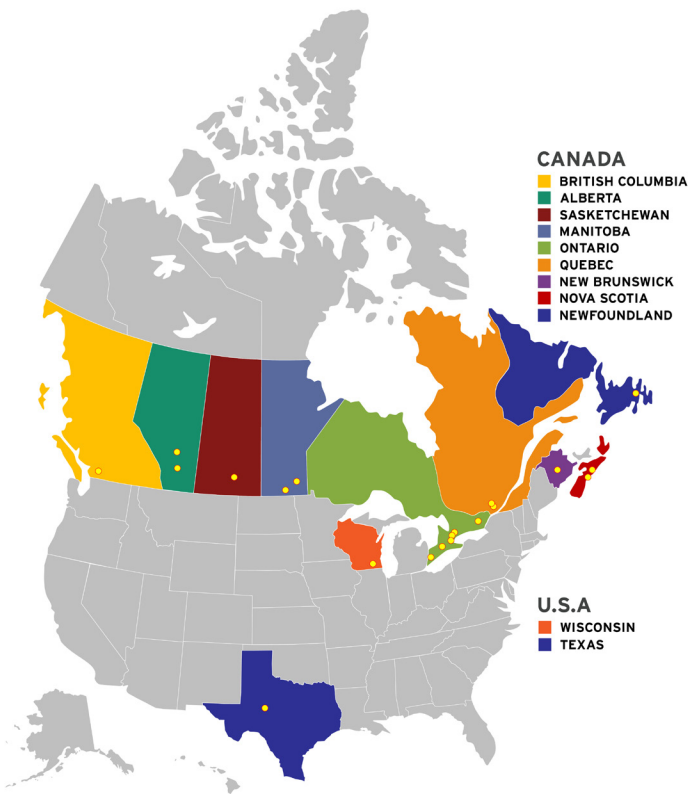 CANADA
BRITISH COLUMBIA
ALBERTA
SASKETCHEWAN
MANITOBA
ONTARIO
QUEBEC
NEW BRUNSWICK
NOVA SCOTIA
NEWFOUNDLAND
U.S.A
WISCONSIN
TEXAS